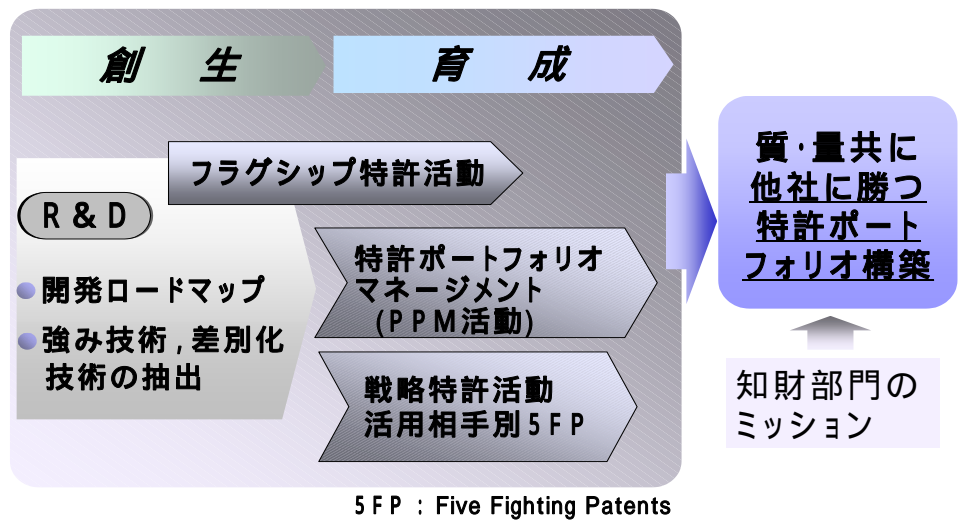 創 生
育 成
フラグシップ特許活動
R&D
開発ロードマップ
強み技術,差別化
技術の抽出
特許ポートフォリオ
マネージメント
(PPM活動)
戦略特許活動
活用相手別5FP
質・量共に
他社に勝つ
特許ポート
フォリオ構築
知財部門の
ミッション
5FP : Five Fighting Patents